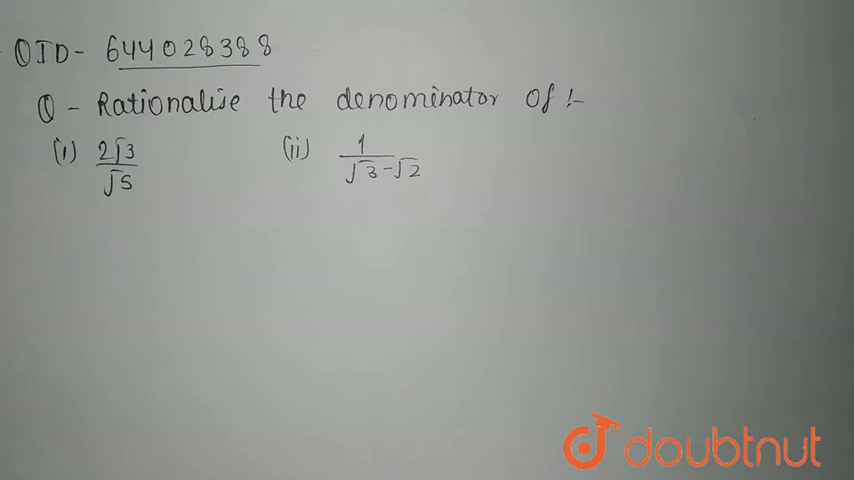 QID- 644028388
Q - Rationalise the denominator of :-
(i) 2√3/√5 (ii) 1/√3-√2
doubtnut